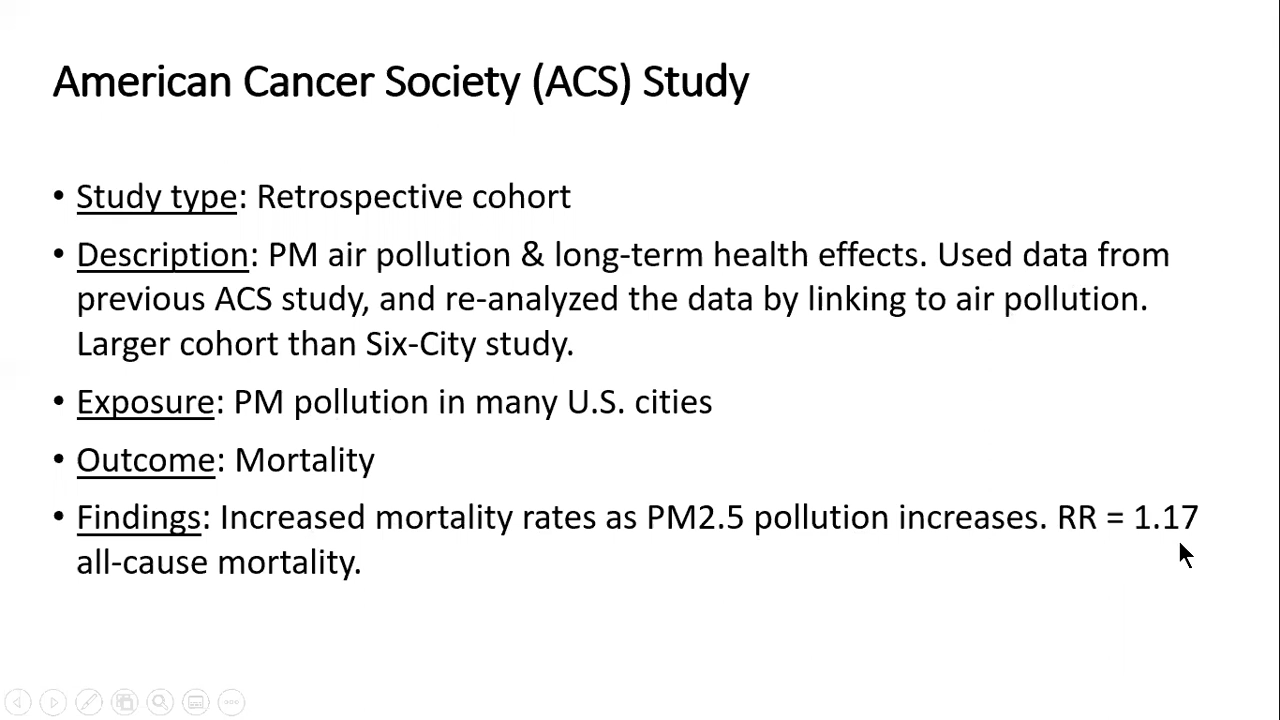 American Cancer Society (ACS) Study
• Study type: Retrospective cohort
• Description: PM air pollution & long-term health effects. Used data from
previous ACS study, and re-analyzed the data by linking to air pollution.
Larger cohort than Six-City study.
• Exposure: PM pollution in many U.S. cities
• Outcome: Mortality
• Findings: Increased mortality rates as PM2.5 pollution increases. RR = 1.17
all-cause mortality.